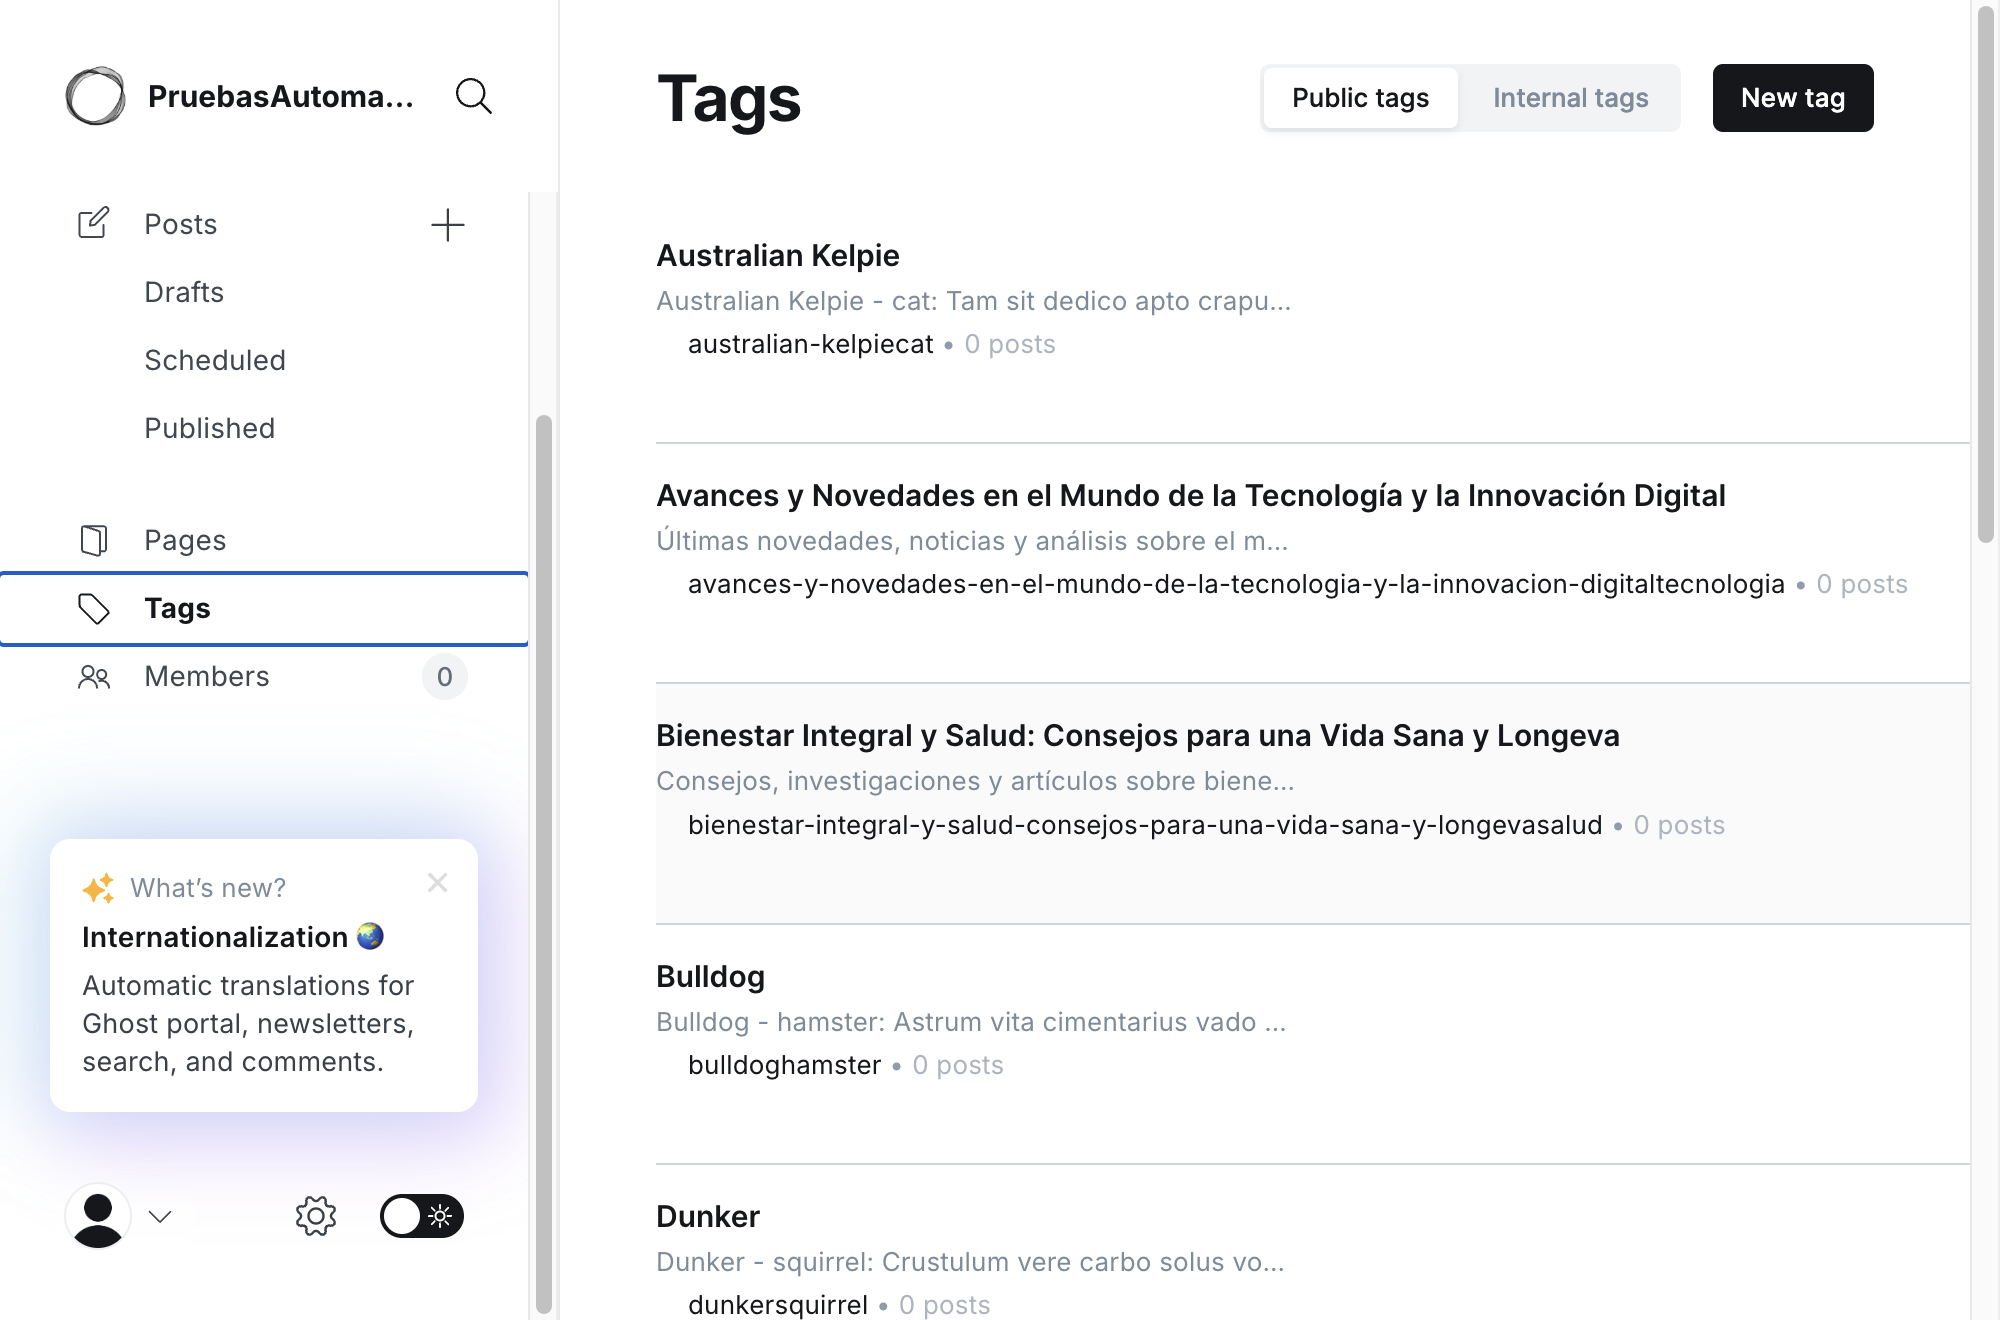 PruebasAutoma...
Posts
Drafts
Scheduled
Published
Pages
Tags
Members
0
What’s new?
Internationalization
Automatic translations for
Ghost portal, newsletters,
search, and comments.
Tags
Public tags
Internal tags
New tag
Australian Kelpie
Australian Kelpie - cat: Tam sit dedico apto crapu...
australian-kelpiecat • 0 posts
Avances y Novedades en el Mundo de la Tecnología y la Innovación Digital
Últimas novedades, noticias y análisis sobre el m...
avances-y-novedades-en-el-mundo-de-la-tecnologia-y-la-innovacion-digitaltecnologia • 0 posts
Bienestar Integral y Salud: Consejos para una Vida Sana y Longeva
Consejos, investigaciones y artículos sobre biene...
bienestar-integral-y-salud-consejos-para-una-vida-sana-y-longevasalud • 0 posts
Bulldog
Bulldog - hamster: Astrum vita cimentarius vado ...
bulldoghamster • 0 posts
Dunker
Dunker - squirrel: Crustulum vere carbo solus vo...
dunkersquirrel • 0 posts